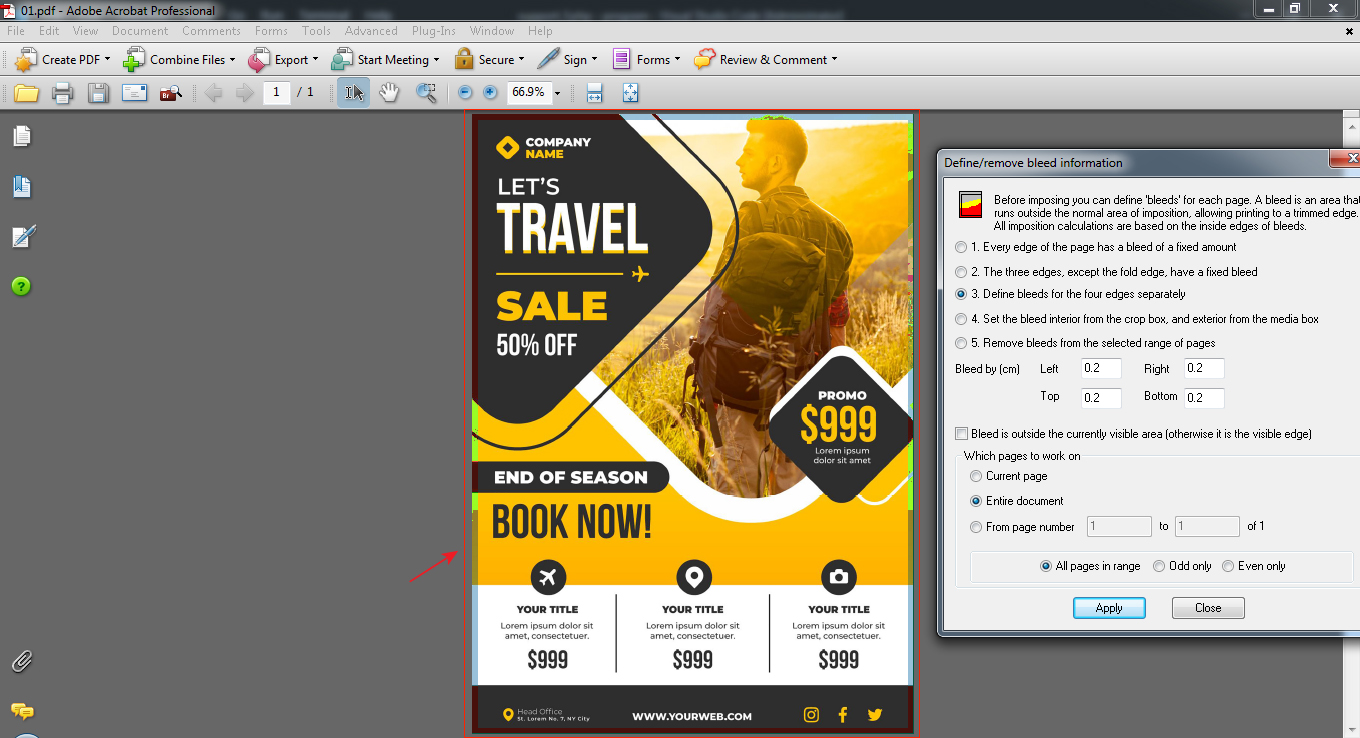 01.pdf - Adobe Acrobat Professional
File Edit View Document Comments Forms Tools Advanced Plug-Ins Window Help
Create PDF Combine Files Export Start Meeting Secure Sign Forms Review & Comment
1 / 1 66.9%
COMPANY
NAME
LET'S
TRAVEL
SALE
50% OFF
PROMO
$999
Lorem ipsum
dolor sit amet
END OF SEASON
BOOK NOW!
YOUR TITLE
Lorem ipsum dolor sit
amet, consectetuer.
$999
YOUR TITLE
Lorem ipsum dolor sit
amet, consectetuer.
$999
YOUR TITLE
Lorem ipsum dolor sit
amet, consectetuer.
$999
Head Office
St. Lorem No. 7, NY City
WWW.YOURWEB.COM
Define/remove bleed information
Before imposing you can define 'bleeds' for each page. A bleed is an area that
runs outside the normal area of imposition, allowing printing to a trimmed edge.
All imposition calculations are based on the inside edges of bleeds.
1. Every edge of the page has a bleed of a fixed amount
2. The three edges, except the fold edge, have a fixed bleed
3. Define bleeds for the four edges separately
4. Set the bleed interior from the crop box, and exterior from the media box
5. Remove bleeds from the selected range of pages
Bleed by (cm) Left 0.2 Right 0.2
Top 0.2 Bottom 0.2
Bleed is outside the currently visible area (otherwise it is the visible edge)
Which pages to work on
Current page
Entire document
From page number 1 to 1 of 1
All pages in range Odd only Even only
Apply Close